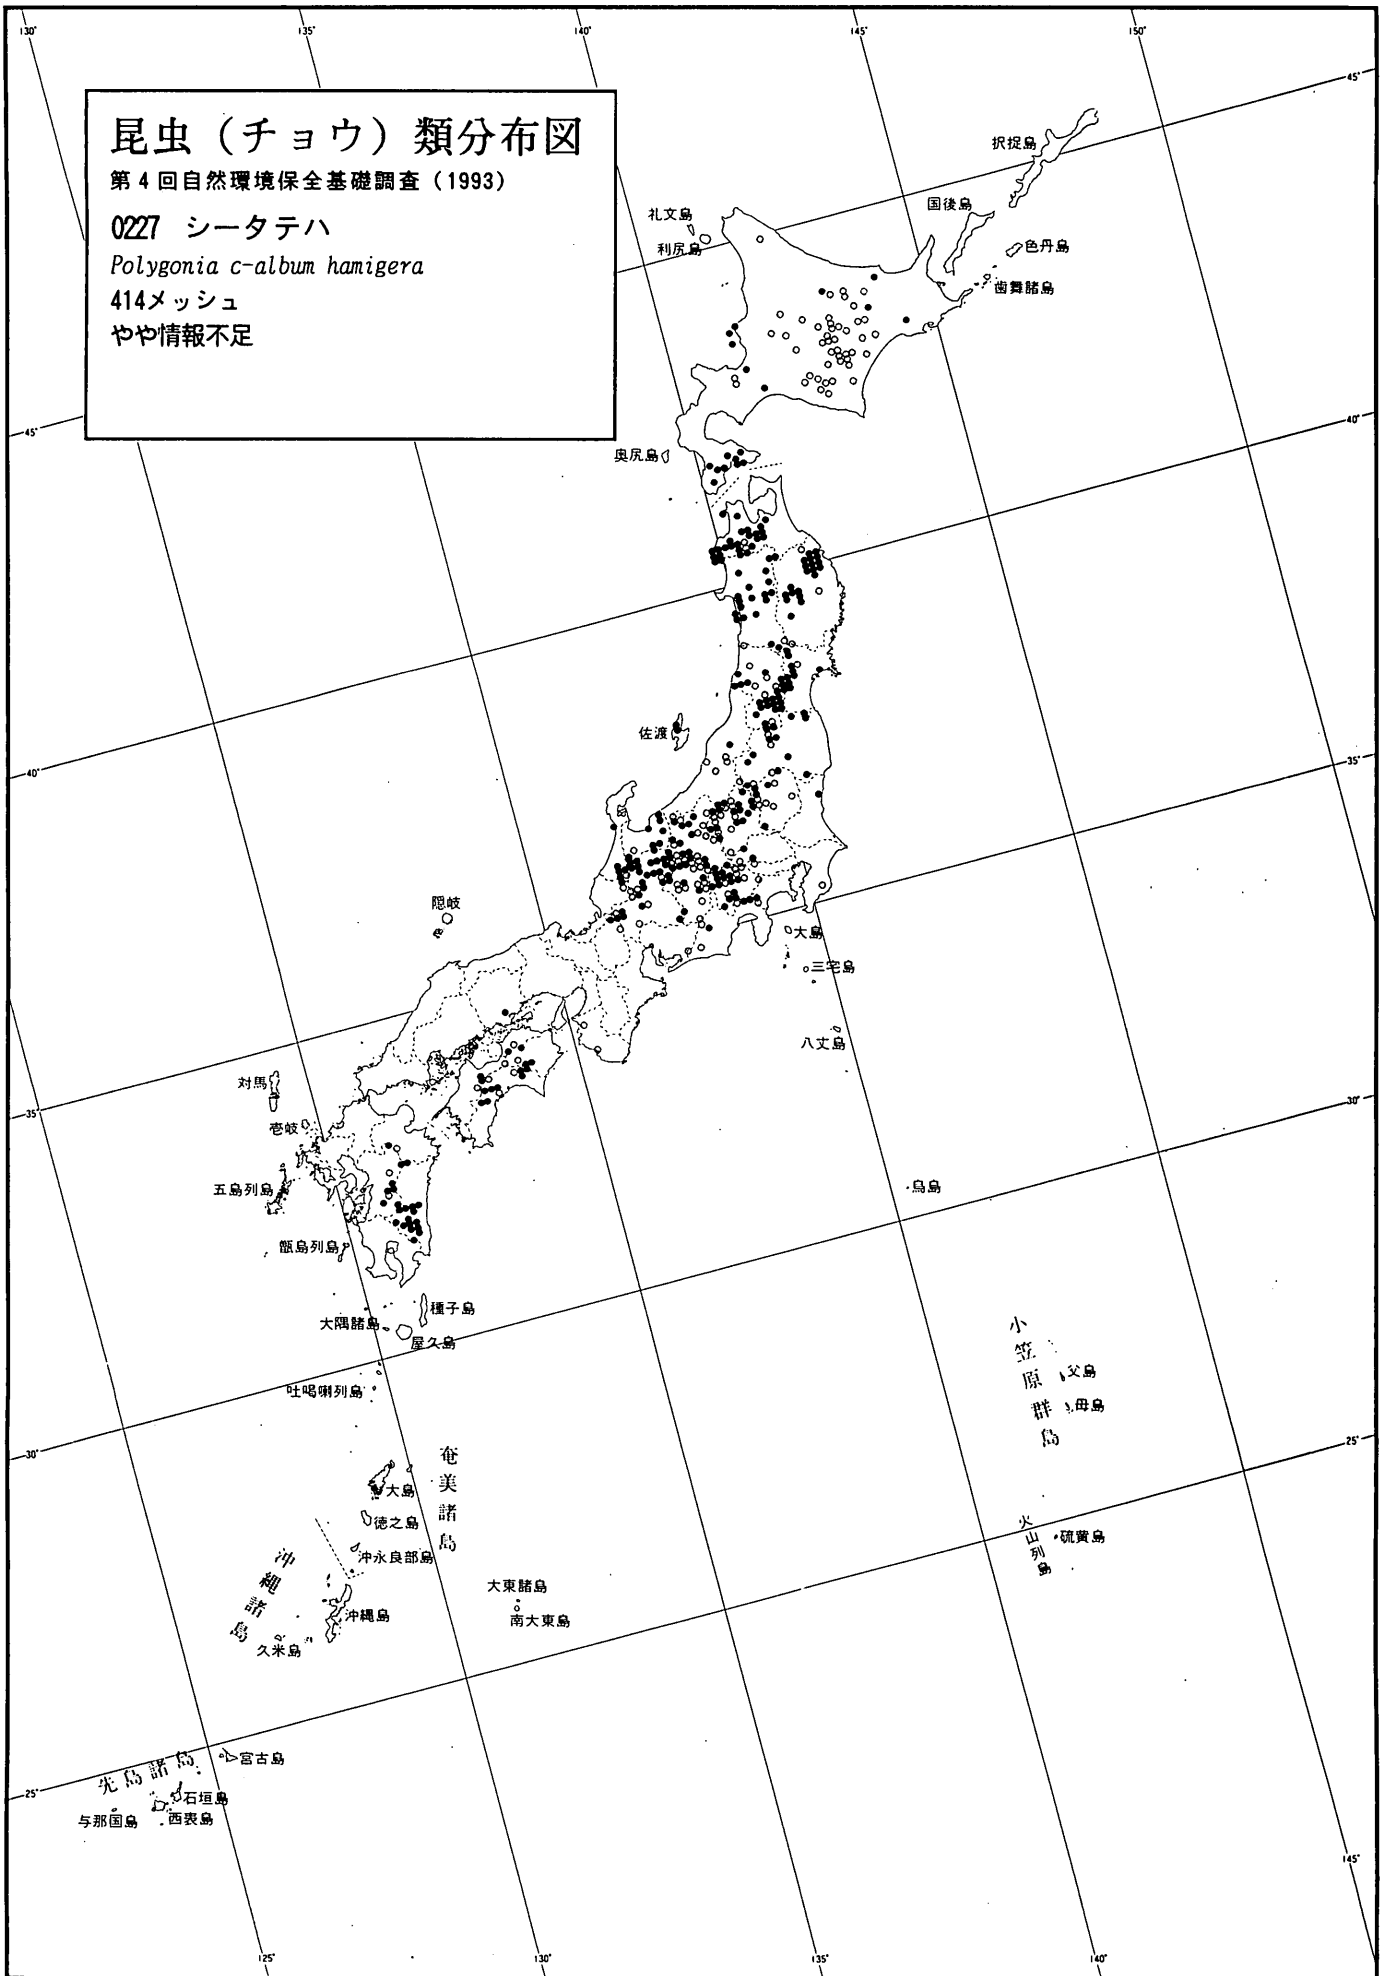 130°
135°
140°
145°
150°
昆虫（チョウ）類分布図
第4回自然環境保全基礎調査（1993）
0227 シータテハ
Polygonia c-album hamigera
414メッシュ
やや情報不足
45°
択捉島
国後島
色丹島
歯舞諸島
礼文島
利尻島
45°
40°
奥尻島
佐渡
40°
35°
隠岐
大島
三宅島
八丈島
対馬
壱岐
35°
30°
五島列島
鳥島
甑島列島
種子島
大隅諸島
屋久島
吐噶喇列島
小笠原群島
父島
母島
30°
25°
奄美諸島
大島
徳之島
沖永良部島
火山列島
硫黄島
沖縄諸島
沖縄島
久米島
大東諸島
南大東島
先島諸島
宮古島
25°
石垣島
西表島
与那国島
145°
125°
130°
135°
140°